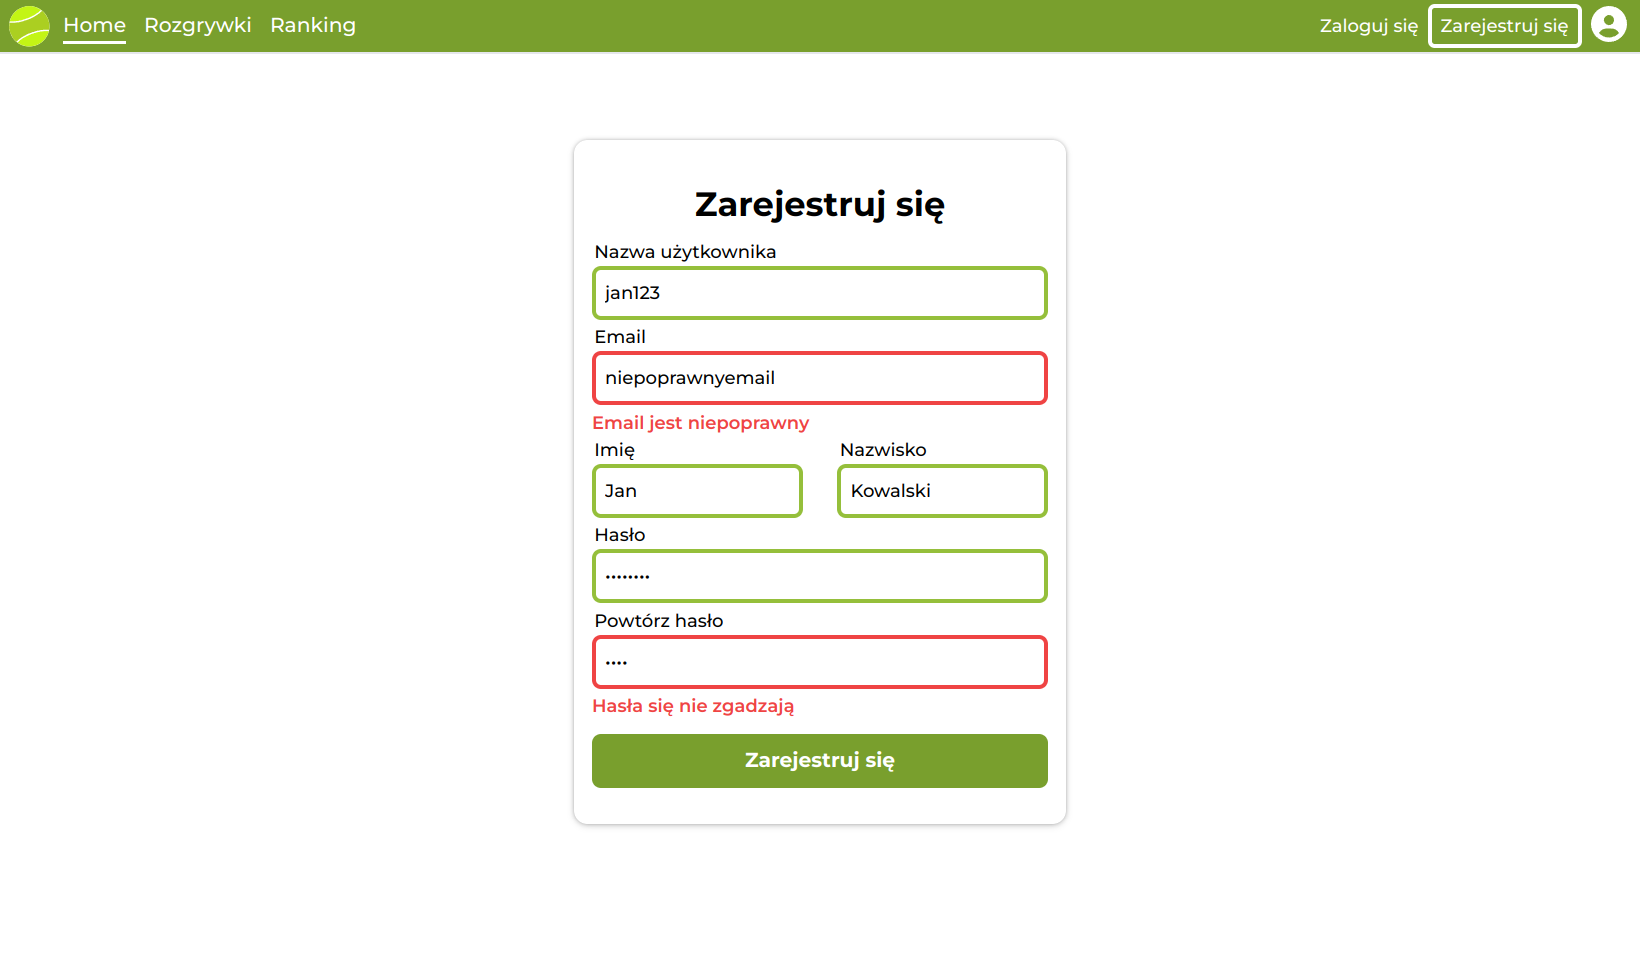 Home Rozgrywki Ranking Zaloguj się Zarejestruj się
Zarejestruj się
Nazwa użytkownika
jan123
Email
niepoprawnyemail
Email jest niepoprawny
Imię Nazwisko
Jan Kowalski
Hasło
••••••••
Powtórz hasło
••••
Hasła się nie zgadzają
Zarejestruj się